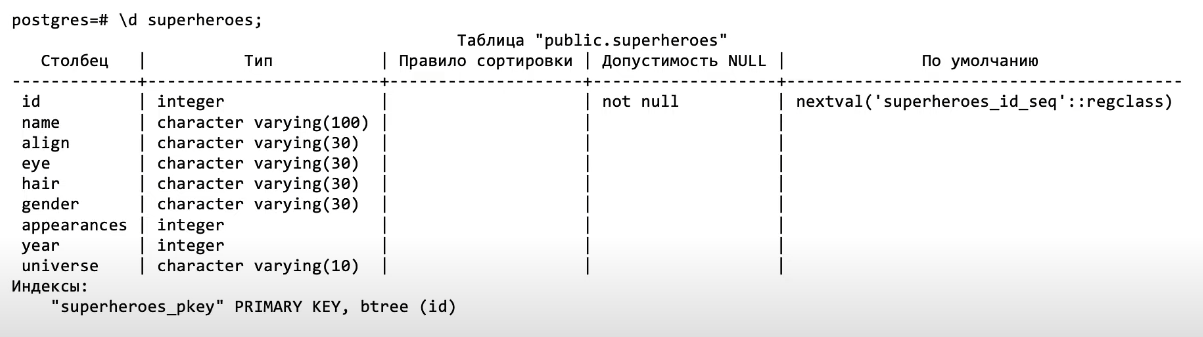 postgres=# \d superheroes;
Таблица "public.superheroes"
Столбец | Тип | Правило сортировки | Допустимость NULL | По умолчанию
-------------+------------------------+--------------------+-------------------+-----------------------------------------
id | integer | | not null | nextval('superheroes_id_seq'::regclass)
name | character varying(100) | | |
align | character varying(30) | | |
eye | character varying(30) | | |
hair | character varying(30) | | |
gender | character varying(30) | | |
appearances | integer | | |
year | integer | | |
universe | character varying(10) | | |
Индексы:
"superheroes_pkey" PRIMARY KEY, btree (id)